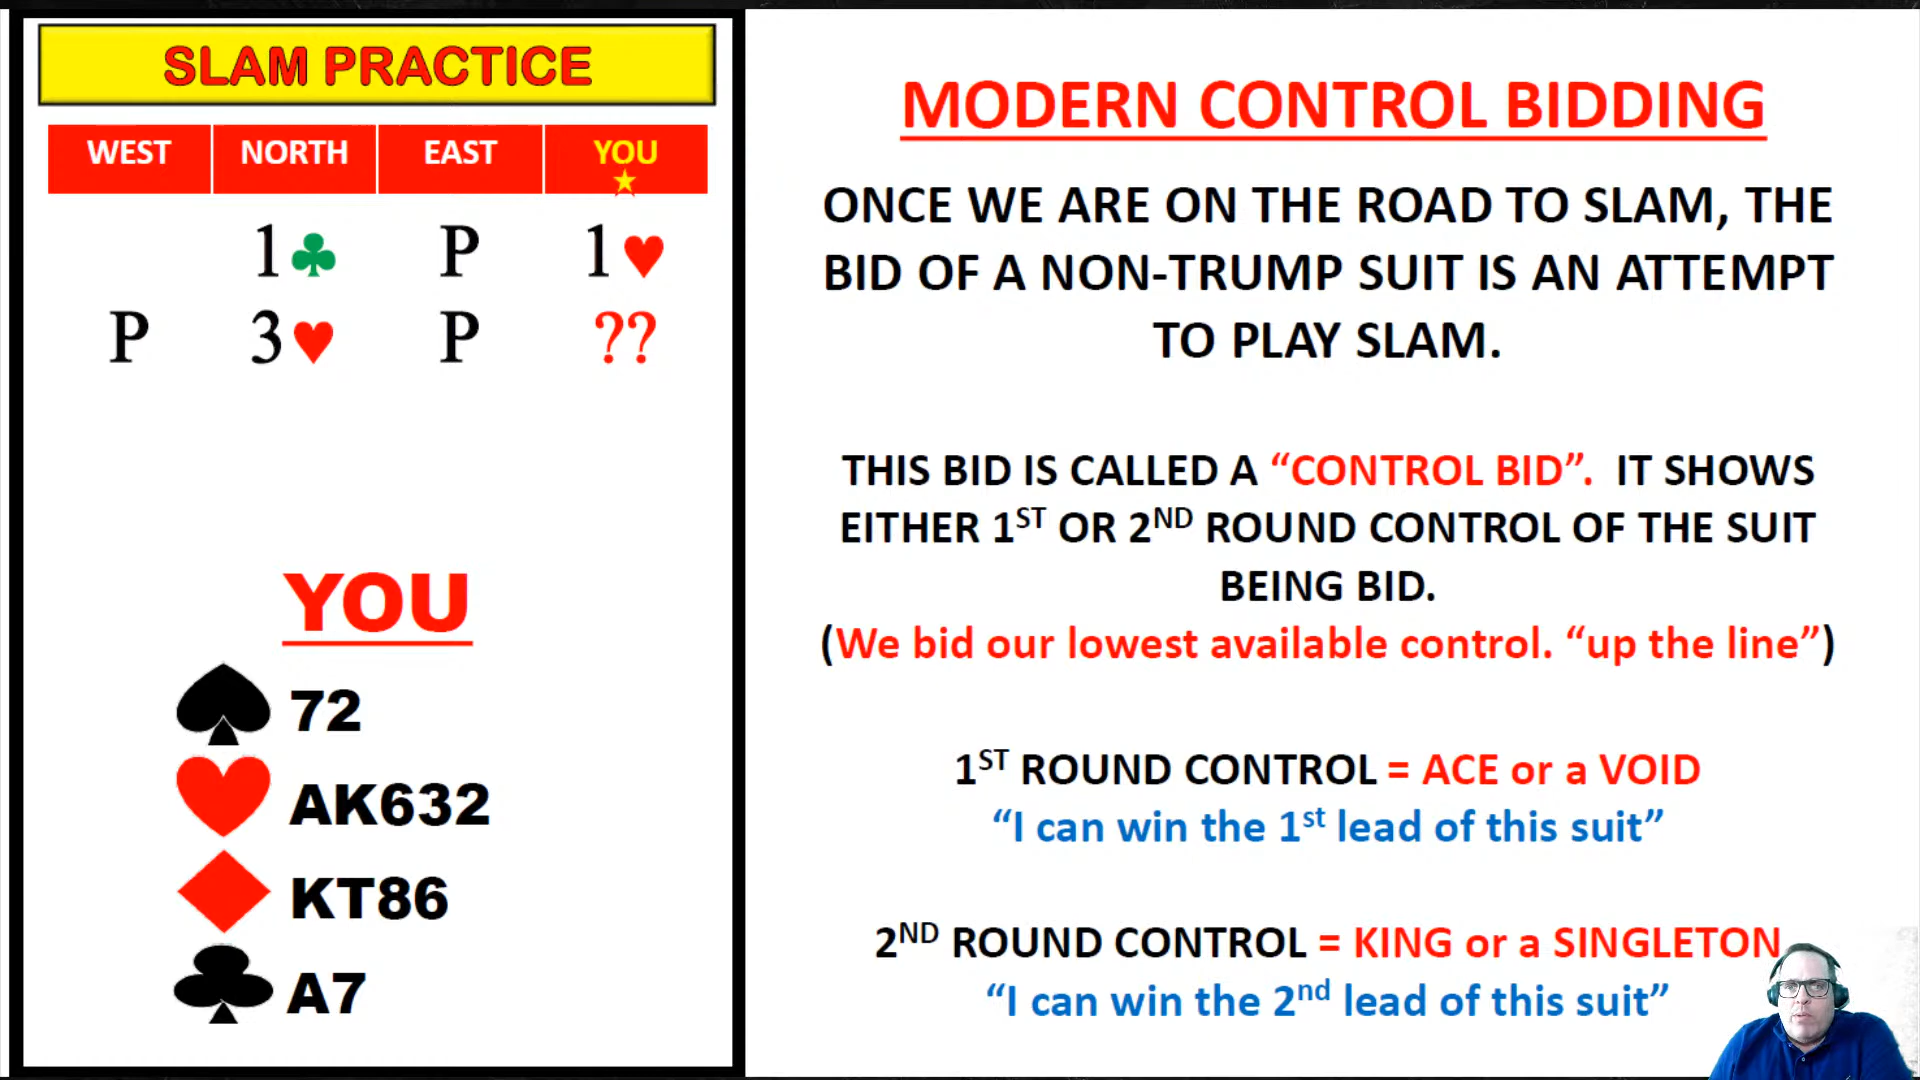 SLAM PRACTICE
WEST NORTH EAST YOU
1♣ P 1♥
P 3♥ P ??
YOU
♠ 72
♥ AK632
♦ KT86
♣ A7
MODERN CONTROL BIDDING
ONCE WE ARE ON THE ROAD TO SLAM, THE
BID OF A NON-TRUMP SUIT IS AN ATTEMPT
TO PLAY SLAM.
THIS BID IS CALLED A “CONTROL BID”. IT SHOWS
EITHER 1ST OR 2ND ROUND CONTROL OF THE SUIT
BEING BID.
(We bid our lowest available control. “up the line”)
1ST ROUND CONTROL = ACE or a VOID
“I can win the 1st lead of this suit”
2ND ROUND CONTROL = KING or a SINGLETON
“I can win the 2nd lead of this suit”